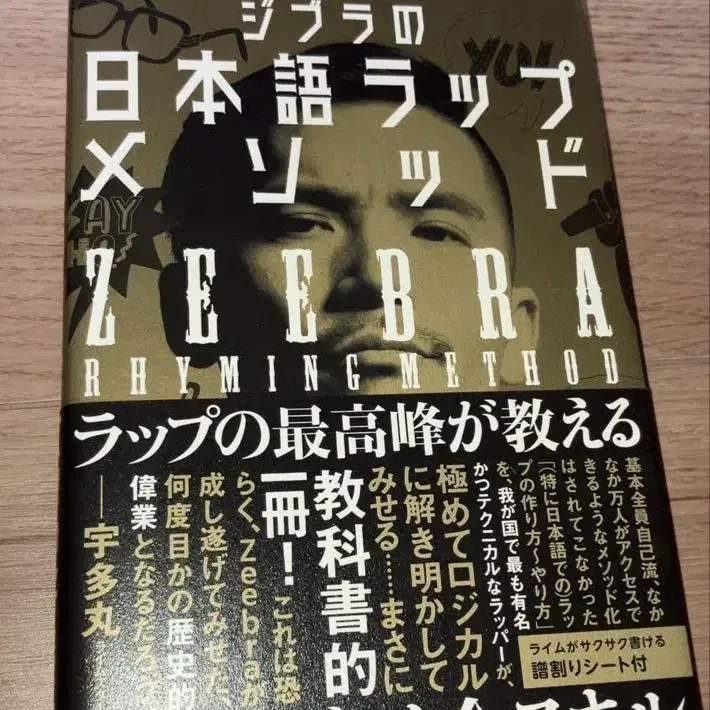 ジブラの
日本語ラップ
メソッド
YO!
ZEEBRA
RHYMING METHOD
ラップの最高峰が教える
基本全員自己流、なか
なか万人がアクセスで
きるようなメソッド化
はされてこなかった
「(特に日本語での)ラッ
プの作り方〜やり方」
を、我が国で最も有名
かつテクニカルなラッパーが、
極めてロジカル
に解き明かして
みせる……まさに
教科書的
一冊!これは恐
らく、Zeebraが
成し遂げてみせた、
何度目かの歴史的
偉業となるだろう
──宇多丸
ライムがサクサク書ける
譜割りシート付